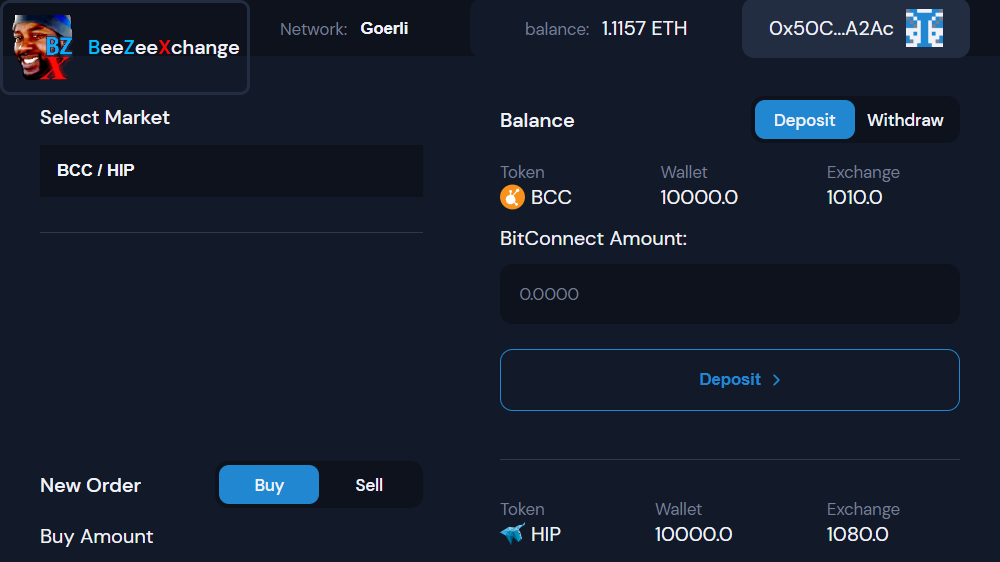 BZ
X
BeeZeeXchange
Network: Goerli
balance: 1.1157 ETH
0x50C...A2Ac
Select Market
BCC / HIP
Balance
Deposit Withdraw
Token Wallet Exchange
BCC 10000.0 1010.0
BitConnect Amount:
0.0000
Deposit >
New Order
Buy Sell
Buy Amount
Token Wallet Exchange
HIP 10000.0 1080.0